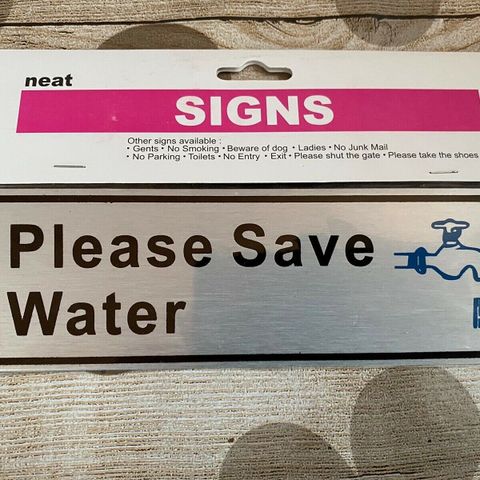 neat
SIGNS
Other signs available :
• Gents • No Smoking • Beware of dog • Ladies • No Junk Mail
• No Parking • Toilets • No Entry • Exit • Please shut the gate • Please take the shoes
Please Save
Water